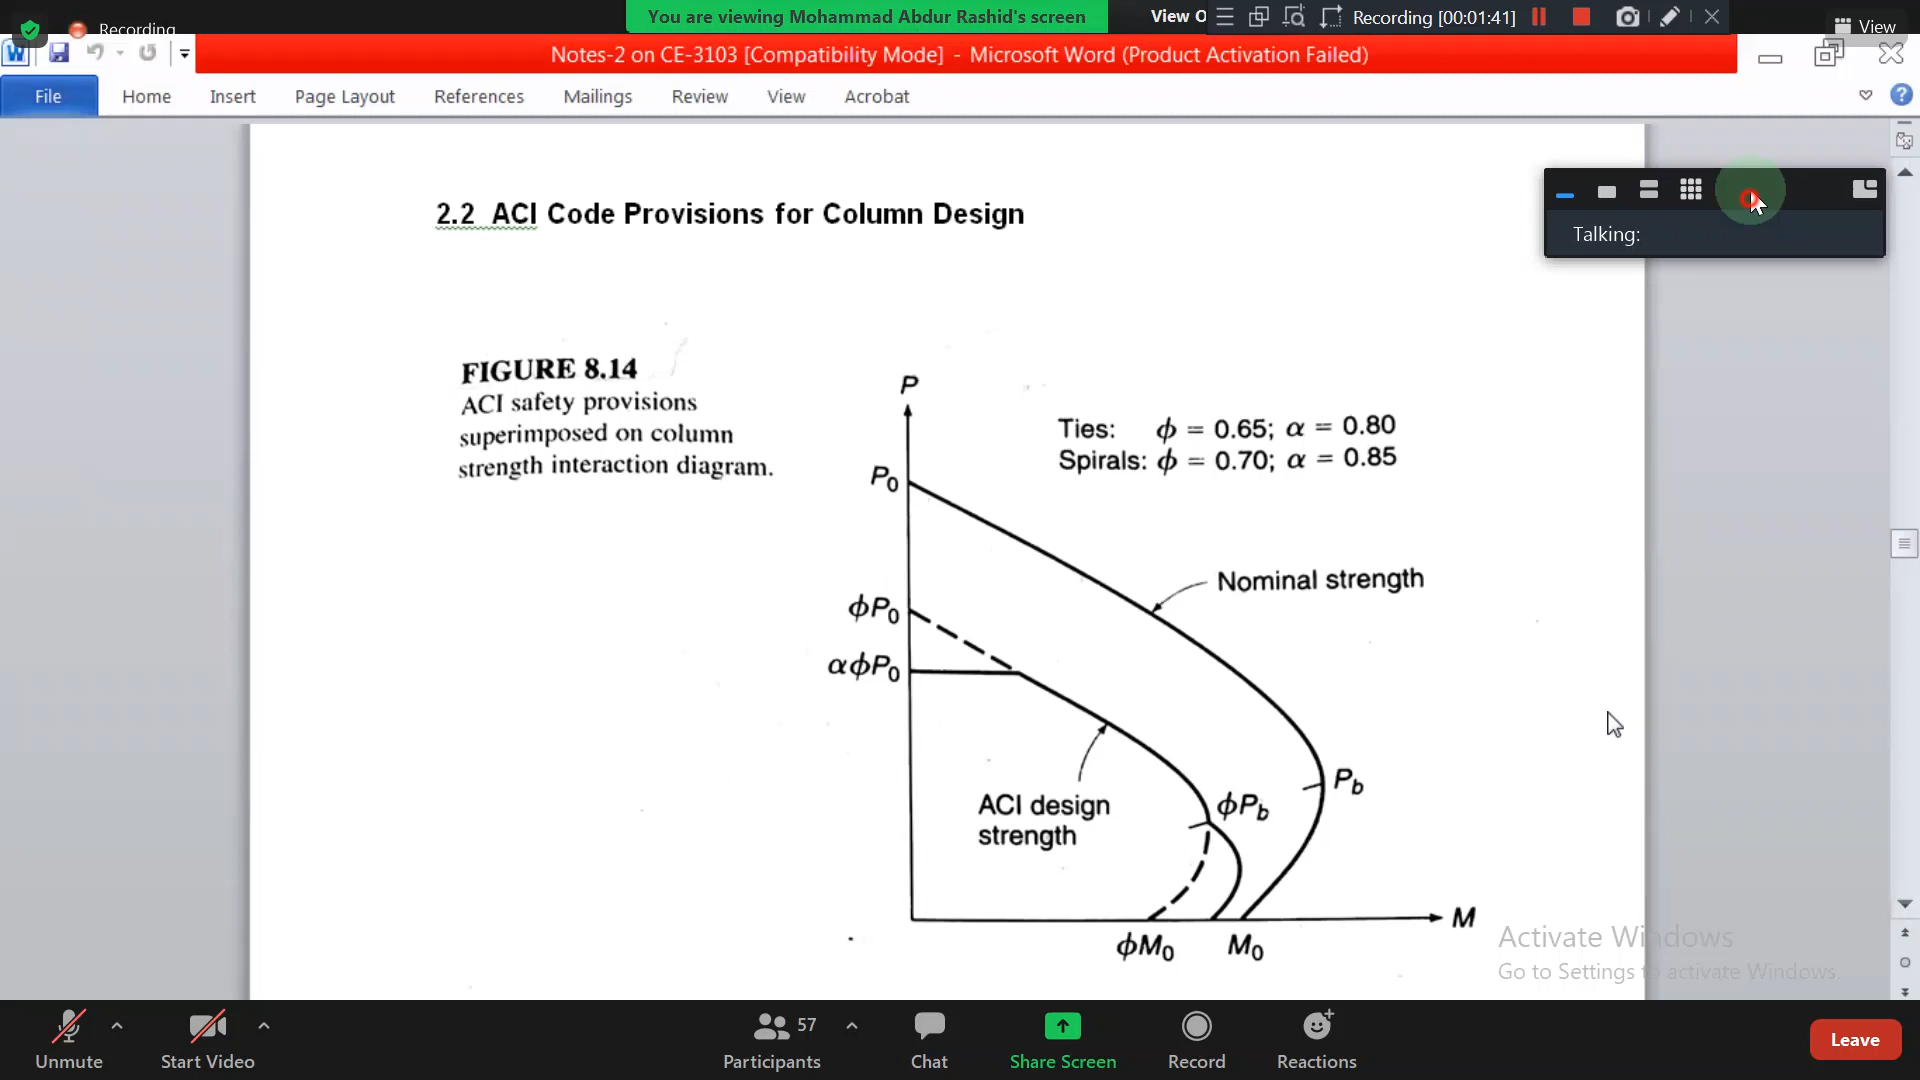 Recording
You are viewing Mohammad Abdur Rashid's screen
View O
Recording [00:01:41]
View
Notes-2 on CE-3103 [Compatibility Mode] - Microsoft Word (Product Activation Failed)
File
Home
Insert
Page Layout
References
Mailings
Review
View
Acrobat
Talking:
2.2 ACI Code Provisions for Column Design
FIGURE 8.14
ACI safety provisions
superimposed on column
strength interaction diagram.
P
Ties: ϕ = 0.65; α = 0.80
Spirals: ϕ = 0.70; α = 0.85
P0
Nominal strength
ϕP0
αϕP0
Pb
ACI design
strength
ϕPb
M
ϕM0
M0
Activate Windows
Go to Settings to activate Windows.
Unmute
Start Video
57
Participants
Chat
Share Screen
Record
Reactions
Leave